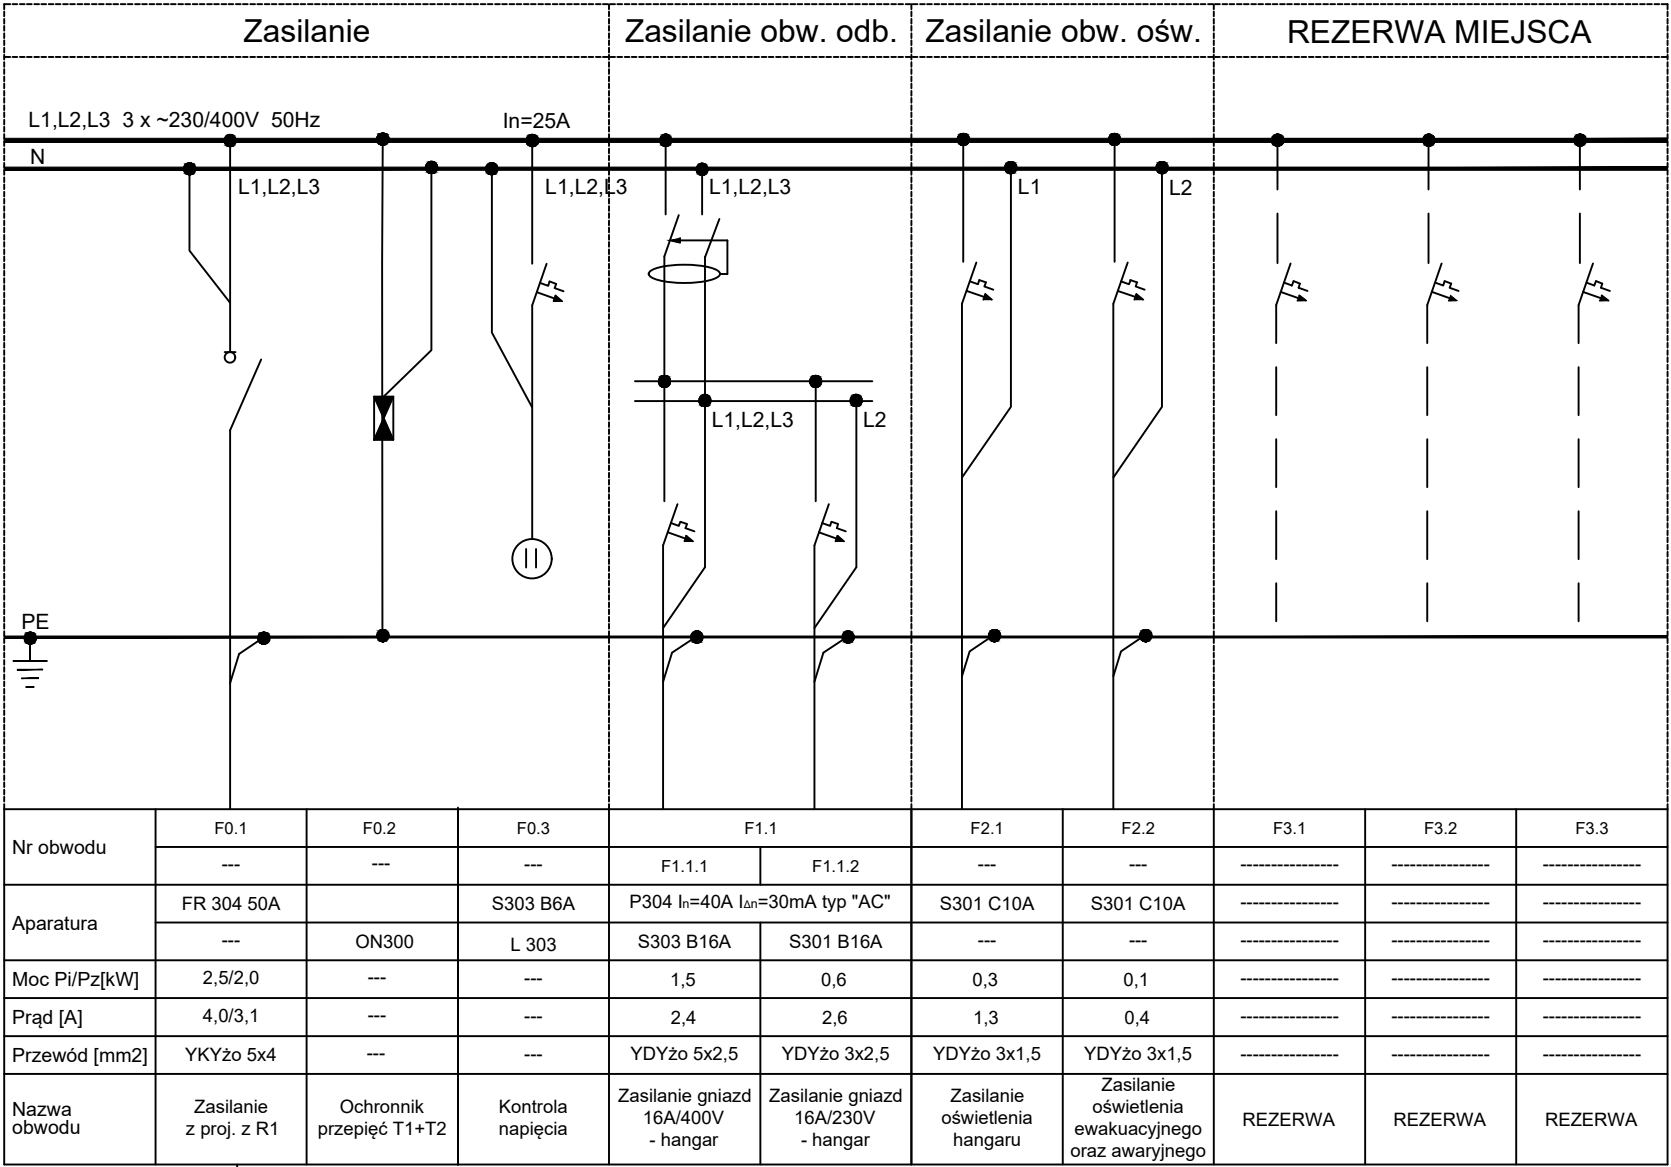 Zasilanie
Zasilanie obw. odb.
Zasilanie obw. ośw.
REZERWA MIEJSCA
L1,L2,L3 3 x ~230/400V 50Hz
In=25A
N
L1,L2,L3
L1,L2,L3
L1,L2,L3
L1
L2
L1,L2,L3
L2
PE
Nr obwodu
F0.1
F0.2
F0.3
F1.1
F2.1
F2.2
F3.1
F3.2
F3.3
---
---
---
F1.1.1
F1.1.2
---
---
----------------
----------------
----------------
Aparatura
FR 304 50A
S303 B6A
P304 In=40A I∆n=30mA typ "AC"
S301 C10A
S301 C10A
----------------
----------------
----------------
---
ON300
L 303
S303 B16A
S301 B16A
---
---
----------------
----------------
----------------
Moc Pi/Pz[kW]
2,5/2,0
---
---
1,5
0,6
0,3
0,1
----------------
----------------
----------------
Prąd [A]
4,0/3,1
---
---
2,4
2,6
1,3
0,4
----------------
----------------
----------------
Przewód [mm2]
YKYżo 5x4
---
---
YDYżo 5x2,5
YDYżo 3x2,5
YDYżo 3x1,5
YDYżo 3x1,5
----------------
----------------
----------------
Nazwa
obwodu
Zasilanie
z proj. z R1
Ochronnik
przepięć T1+T2
Kontrola
napięcia
Zasilanie gniazd
16A/400V
- hangar
Zasilanie gniazd
16A/230V
- hangar
Zasilanie
oświetlenia
hangaru
Zasilanie
oświetlenia
ewakuacyjnego
oraz awaryjnego
REZERWA
REZERWA
REZERWA